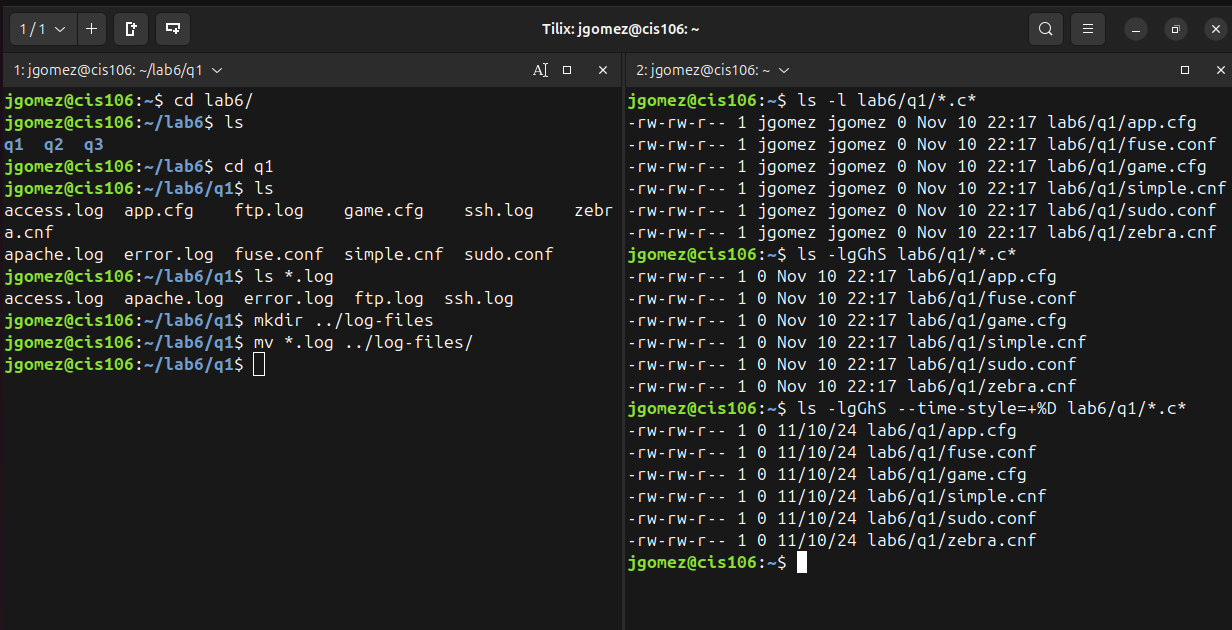 1 / 1
Tilix: jgomez@cis106: ~
1: jgomez@cis106: ~/lab6/q1
jgomez@cis106:~$ cd lab6/
jgomez@cis106:~/lab6$ ls
q1  q2  q3
jgomez@cis106:~/lab6$ cd q1
jgomez@cis106:~/lab6/q1$ ls
access.log  app.cfg    ftp.log    game.cfg    ssh.log    zebr
a.cnf
apache.log  error.log  fuse.conf  simple.cnf  sudo.conf
jgomez@cis106:~/lab6/q1$ ls *.log
access.log  apache.log  error.log  ftp.log  ssh.log
jgomez@cis106:~/lab6/q1$ mkdir ../log-files
jgomez@cis106:~/lab6/q1$ mv *.log ../log-files/
jgomez@cis106:~/lab6/q1$
2: jgomez@cis106: ~
jgomez@cis106:~$ ls -l lab6/q1/*.c*
-rw-rw-r-- 1 jgomez jgomez 0 Nov 10 22:17 lab6/q1/app.cfg
-rw-rw-r-- 1 jgomez jgomez 0 Nov 10 22:17 lab6/q1/fuse.conf
-rw-rw-r-- 1 jgomez jgomez 0 Nov 10 22:17 lab6/q1/game.cfg
-rw-rw-r-- 1 jgomez jgomez 0 Nov 10 22:17 lab6/q1/simple.cnf
-rw-rw-r-- 1 jgomez jgomez 0 Nov 10 22:17 lab6/q1/sudo.conf
-rw-rw-r-- 1 jgomez jgomez 0 Nov 10 22:17 lab6/q1/zebra.cnf
jgomez@cis106:~$ ls -lgGhS lab6/q1/*.c*
-rw-rw-r-- 1 0 Nov 10 22:17 lab6/q1/app.cfg
-rw-rw-r-- 1 0 Nov 10 22:17 lab6/q1/fuse.conf
-rw-rw-r-- 1 0 Nov 10 22:17 lab6/q1/game.cfg
-rw-rw-r-- 1 0 Nov 10 22:17 lab6/q1/simple.cnf
-rw-rw-r-- 1 0 Nov 10 22:17 lab6/q1/sudo.conf
-rw-rw-r-- 1 0 Nov 10 22:17 lab6/q1/zebra.cnf
jgomez@cis106:~$ ls -lgGhS --time-style=+%D lab6/q1/*.c*
-rw-rw-r-- 1 0 11/10/24 lab6/q1/app.cfg
-rw-rw-r-- 1 0 11/10/24 lab6/q1/fuse.conf
-rw-rw-r-- 1 0 11/10/24 lab6/q1/game.cfg
-rw-rw-r-- 1 0 11/10/24 lab6/q1/simple.cnf
-rw-rw-r-- 1 0 11/10/24 lab6/q1/sudo.conf
-rw-rw-r-- 1 0 11/10/24 lab6/q1/zebra.cnf
jgomez@cis106:~$